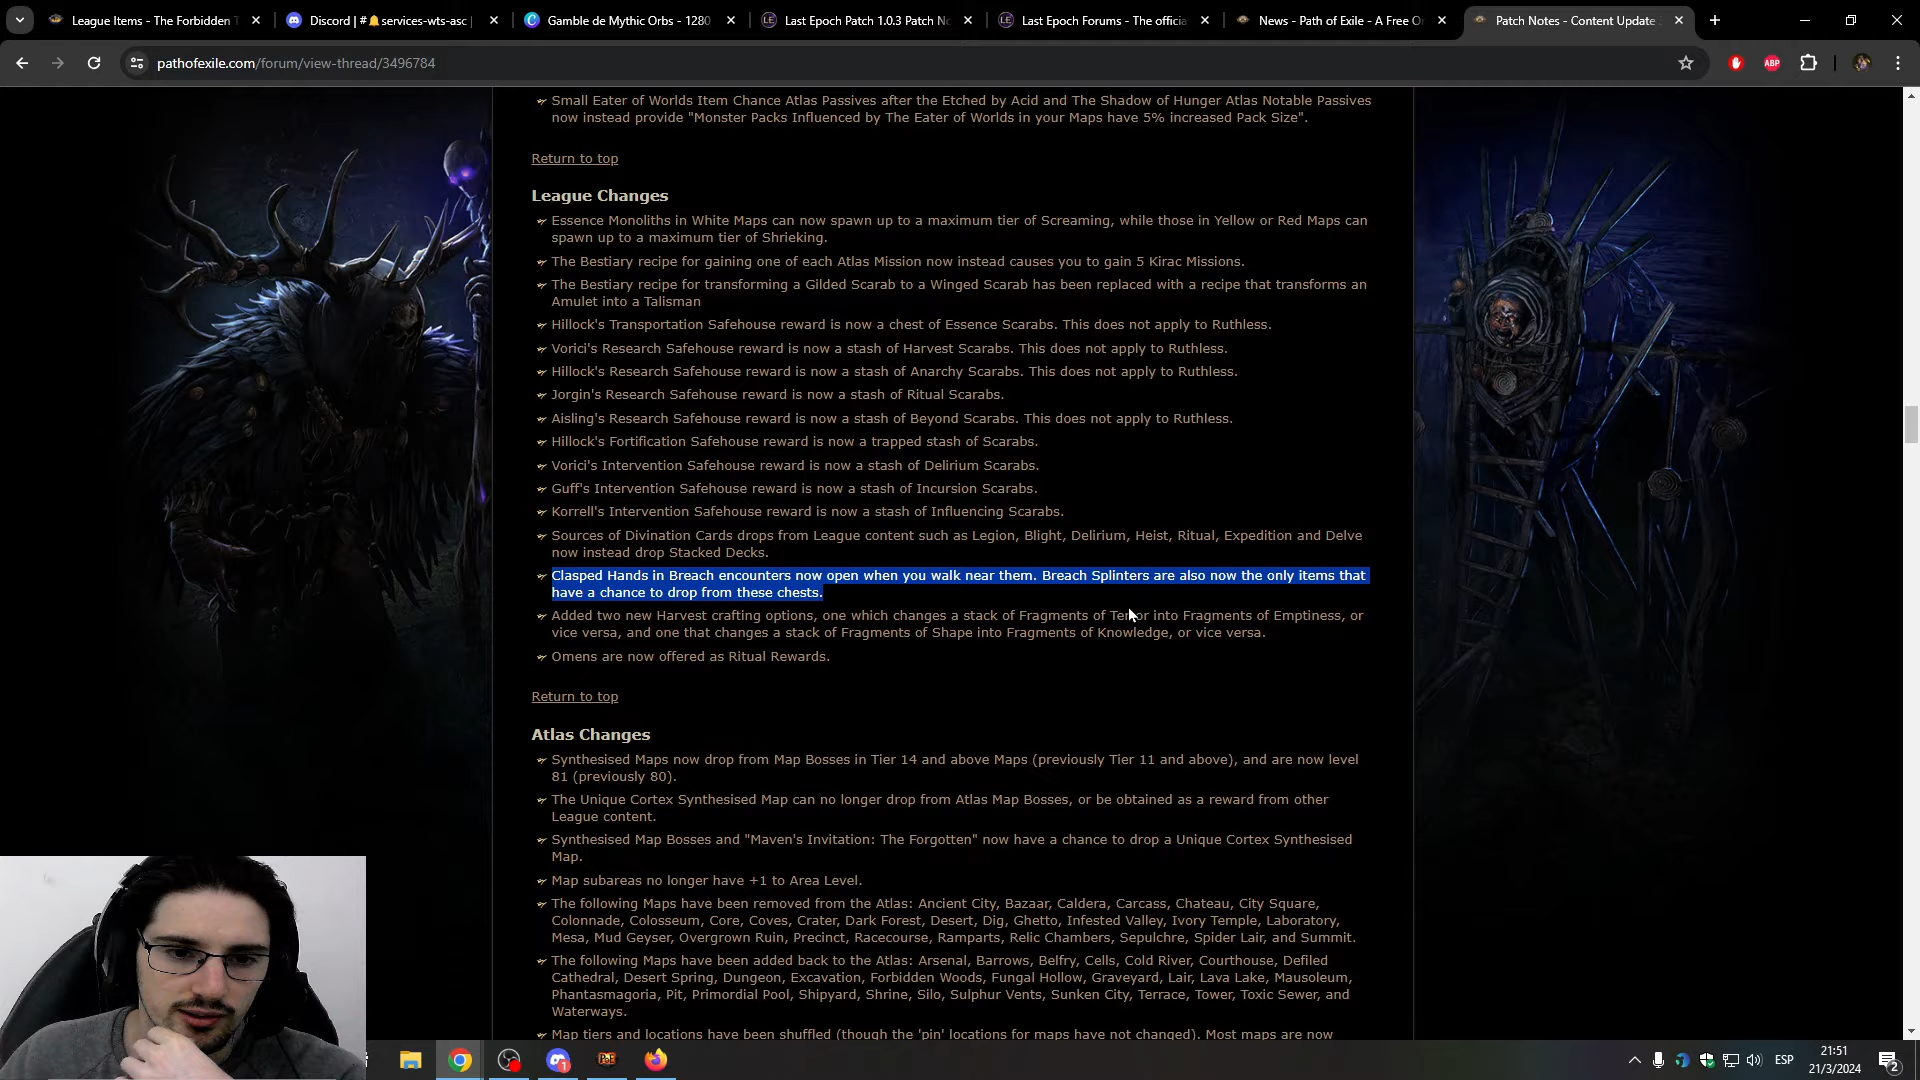 League Items - The Forbidden
Discord | #🔔services-wts-asc |
Gamble de Mythic Orbs - 1280
Last Epoch Patch 1.0.3 Patch N
Last Epoch Forums - The officia
News - Path of Exile - A Free O
Patch Notes - Content Update
pathofexile.com/forum/view-thread/3496784
ABP
Small Eater of Worlds Item Chance Atlas Passives after the Etched by Acid and The Shadow of Hunger Atlas Notable Passives
now instead provide "Monster Packs Influenced by The Eater of Worlds in your Maps have 5% increased Pack Size".
Return to top
League Changes
Essence Monoliths in White Maps can now spawn up to a maximum tier of Screaming, while those in Yellow or Red Maps can
spawn up to a maximum tier of Shrieking.
The Bestiary recipe for gaining one of each Atlas Mission now instead causes you to gain 5 Kirac Missions.
The Bestiary recipe for transforming a Gilded Scarab to a Winged Scarab has been replaced with a recipe that transforms an
Amulet into a Talisman
Hillock's Transportation Safehouse reward is now a chest of Essence Scarabs. This does not apply to Ruthless.
Vorici's Research Safehouse reward is now a stash of Harvest Scarabs. This does not apply to Ruthless.
Hillock's Research Safehouse reward is now a stash of Anarchy Scarabs. This does not apply to Ruthless.
Jorgin's Research Safehouse reward is now a stash of Ritual Scarabs.
Aisling's Research Safehouse reward is now a stash of Beyond Scarabs. This does not apply to Ruthless.
Hillock's Fortification Safehouse reward is now a trapped stash of Scarabs.
Vorici's Intervention Safehouse reward is now a stash of Delirium Scarabs.
Guff's Intervention Safehouse reward is now a stash of Incursion Scarabs.
Korrell's Intervention Safehouse reward is now a stash of Influencing Scarabs.
Sources of Divination Cards drops from League content such as Legion, Blight, Delirium, Heist, Ritual, Expedition and Delve
now instead drop Stacked Decks.
Clasped Hands in Breach encounters now open when you walk near them. Breach Splinters are also now the only items that
have a chance to drop from these chests.
Added two new Harvest crafting options, one which changes a stack of Fragments of Terror into Fragments of Emptiness, or
vice versa, and one that changes a stack of Fragments of Shape into Fragments of Knowledge, or vice versa.
Omens are now offered as Ritual Rewards.
Return to top
Atlas Changes
Synthesised Maps now drop from Map Bosses in Tier 14 and above Maps (previously Tier 11 and above), and are now level
81 (previously 80).
The Unique Cortex Synthesised Map can no longer drop from Atlas Map Bosses, or be obtained as a reward from other
League content.
Synthesised Map Bosses and "Maven's Invitation: The Forgotten" now have a chance to drop a Unique Cortex Synthesised
Map.
Map subareas no longer have +1 to Area Level.
The following Maps have been removed from the Atlas: Ancient City, Bazaar, Caldera, Carcass, Chateau, City Square,
Colonnade, Colosseum, Core, Coves, Crater, Dark Forest, Desert, Dig, Ghetto, Infested Valley, Ivory Temple, Laboratory,
Mesa, Mud Geyser, Overgrown Ruin, Precinct, Racecourse, Ramparts, Relic Chambers, Sepulchre, Spider Lair, and Summit.
The following Maps have been added back to the Atlas: Arsenal, Barrows, Belfry, Cells, Cold River, Courthouse, Defiled
Cathedral, Desert Spring, Dungeon, Excavation, Forbidden Woods, Fungal Hollow, Graveyard, Lair, Lava Lake, Mausoleum,
Phantasmagoria, Pit, Primordial Pool, Shipyard, Shrine, Silo, Sulphur Vents, Sunken City, Terrace, Tower, Toxic Sewer, and
Waterways.
Map tiers and locations have been shuffled (though the 'pin' locations for maps have not changed). Most maps are now
1
PoE
ESP
21:51
21/3/2024
2